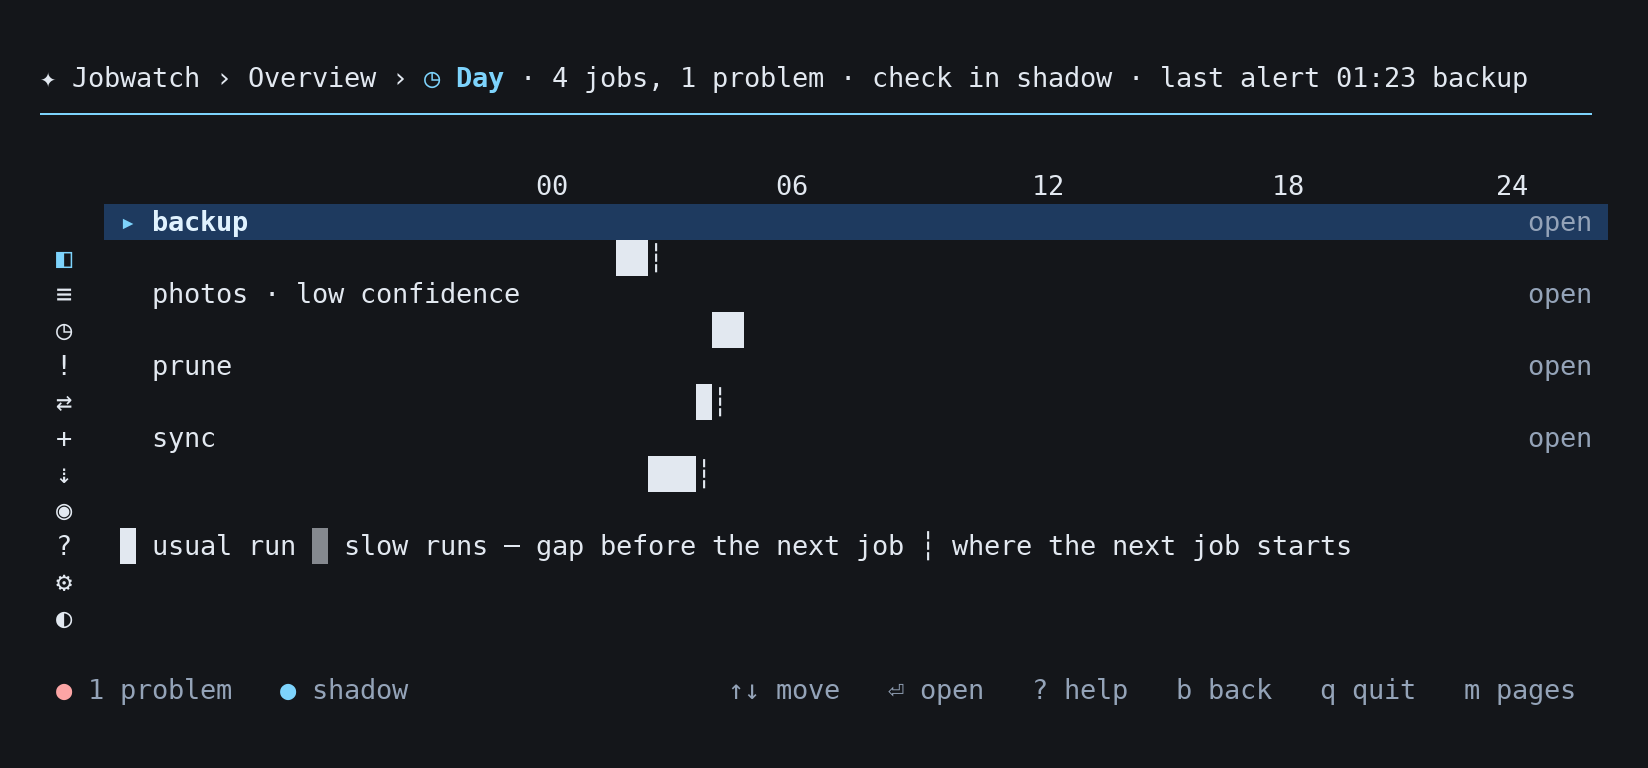 ✦ Jobwatch › Overview › ◷ Day · 4 jobs, 1 problem · check in shadow · last alert 01:23 backup
00 06 12 18 24
▸ backup open
photos · low confidence open
prune open
sync open
usual run slow runs — gap before the next job ┆ where the next job starts
● 1 problem ● shadow ↑↓ move ⏎ open ? help b back q quit m pages